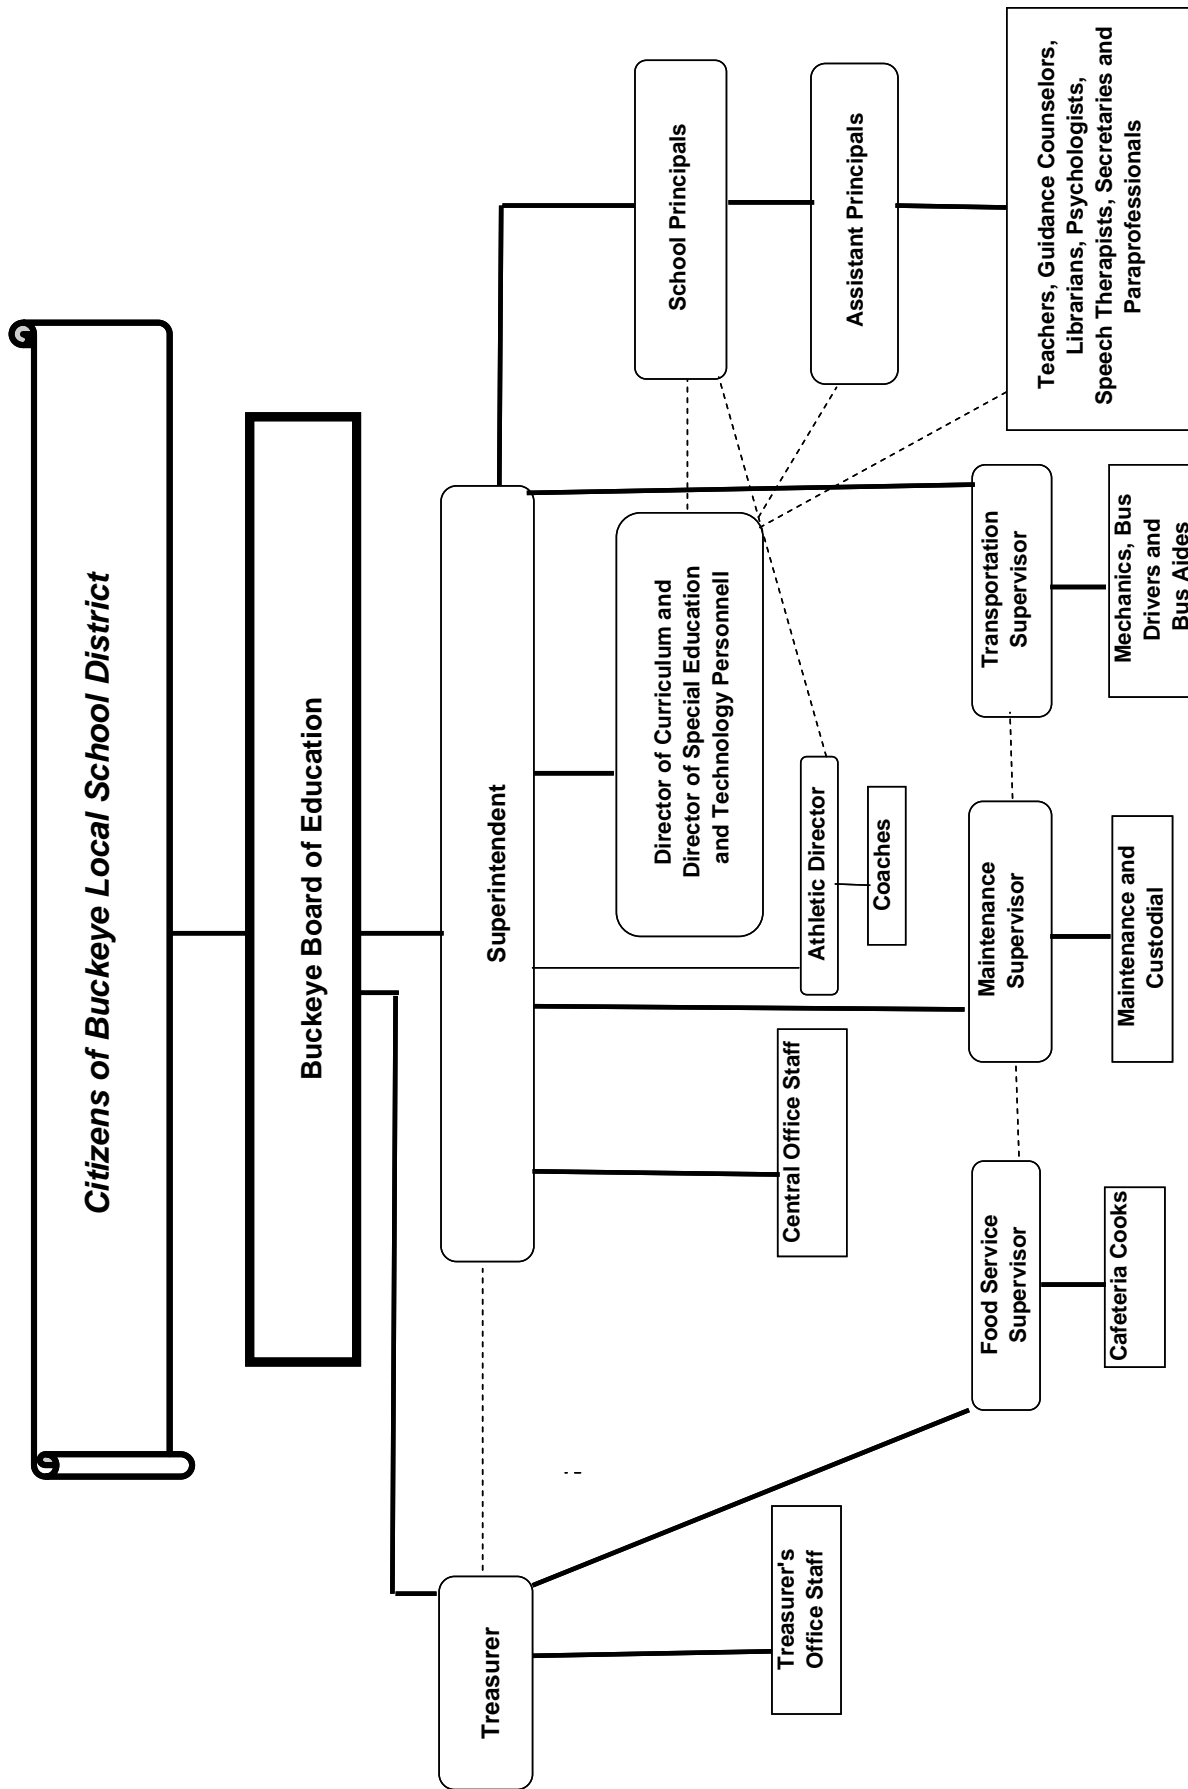 Citizens of Buckeye Local School District
Buckeye Board of Education
Treasurer
Superintendent
Director of Curriculum and
Director of Special Education
and Technology Personnell
School Principals
Assistant Principals
Teachers, Guidance Counselors,
Librarians, Psychologists,
Speech Therapists, Secretaries and
Paraprofessionals
Treasurer's
Office Staff
Central Office Staff
Athletic Director
Coaches
Food Service
Supervisor
Maintenance
Supervisor
Transportation
Supervisor
Cafeteria Cooks
Maintenance and
Custodial
Mechanics, Bus
Drivers and
Bus Aides